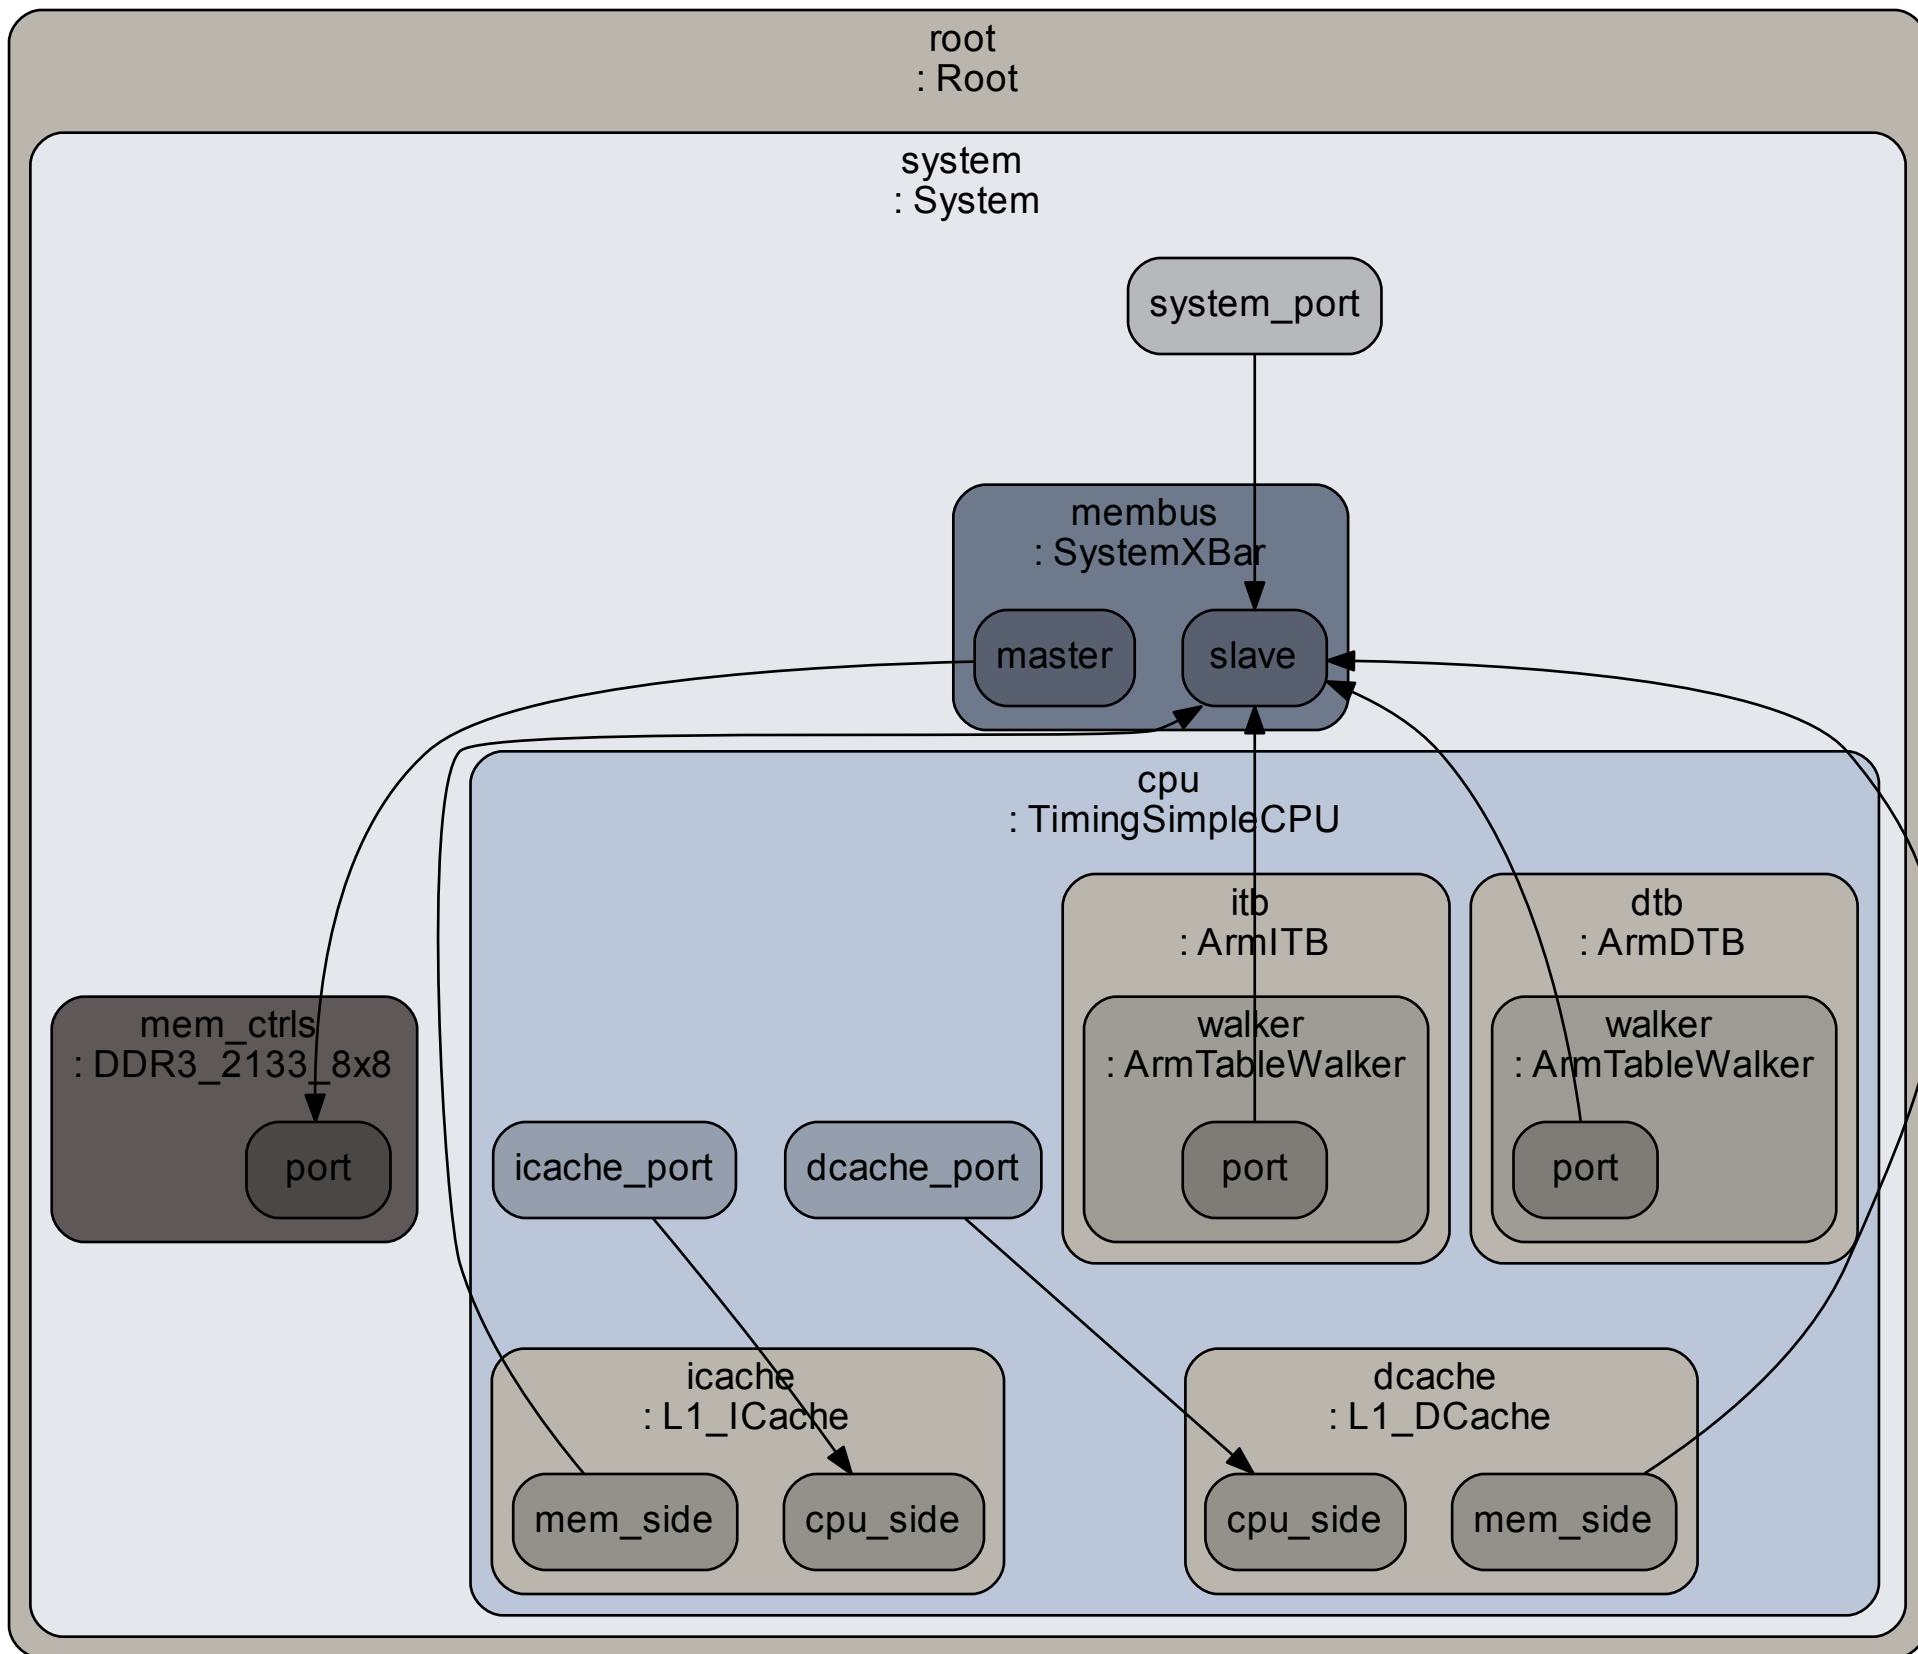 root
: Root
system
: System
system_port
membus
: SystemXBar
master
slave
cpu
: TimingSimpleCPU
itb
: ArmITB
dtb
: ArmDTB
mem_ctrls
: DDR3_2133_8x8
walker
: ArmTableWalker
walker
: ArmTableWalker
port
icache_port
dcache_port
port
port
icache
: L1_ICache
dcache
: L1_DCache
mem_side
cpu_side
cpu_side
mem_side